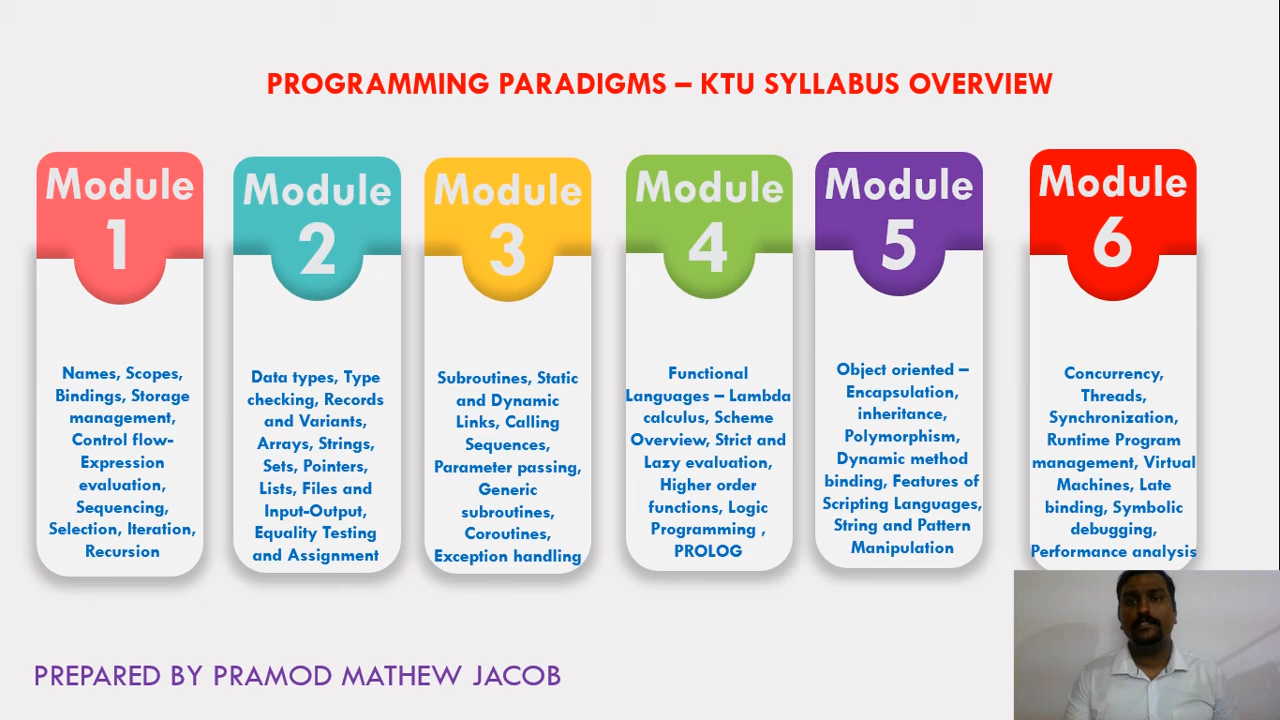 PROGRAMMING PARADIGMS – KTU SYLLABUS OVERVIEW
Module
1
Names, Scopes,
Bindings, Storage
management,
Control flow-
Expression
evaluation,
Sequencing,
Selection, Iteration,
Recursion
Module
2
Data types, Type
checking, Records
and Variants,
Arrays, Strings,
Sets, Pointers,
Lists, Files and
Input-Output,
Equality Testing
and Assignment
Module
3
Subroutines, Static
and Dynamic
Links, Calling
Sequences,
Parameter passing,
Generic
subroutines,
Coroutines,
Exception handling
Module
4
Functional
Languages – Lambda
calculus, Scheme
Overview, Strict and
Lazy evaluation,
Higher order
functions, Logic
Programming ,
PROLOG
Module
5
Object oriented –
Encapsulation,
inheritance,
Polymorphism,
Dynamic method
binding, Features of
Scripting Languages,
String and Pattern
Manipulation
Module
6
Concurrency,
Threads,
Synchronization,
Runtime Program
management, Virtual
Machines, Late
binding, Symbolic
debugging,
Performance analysis
PREPARED BY PRAMOD MATHEW JACOB